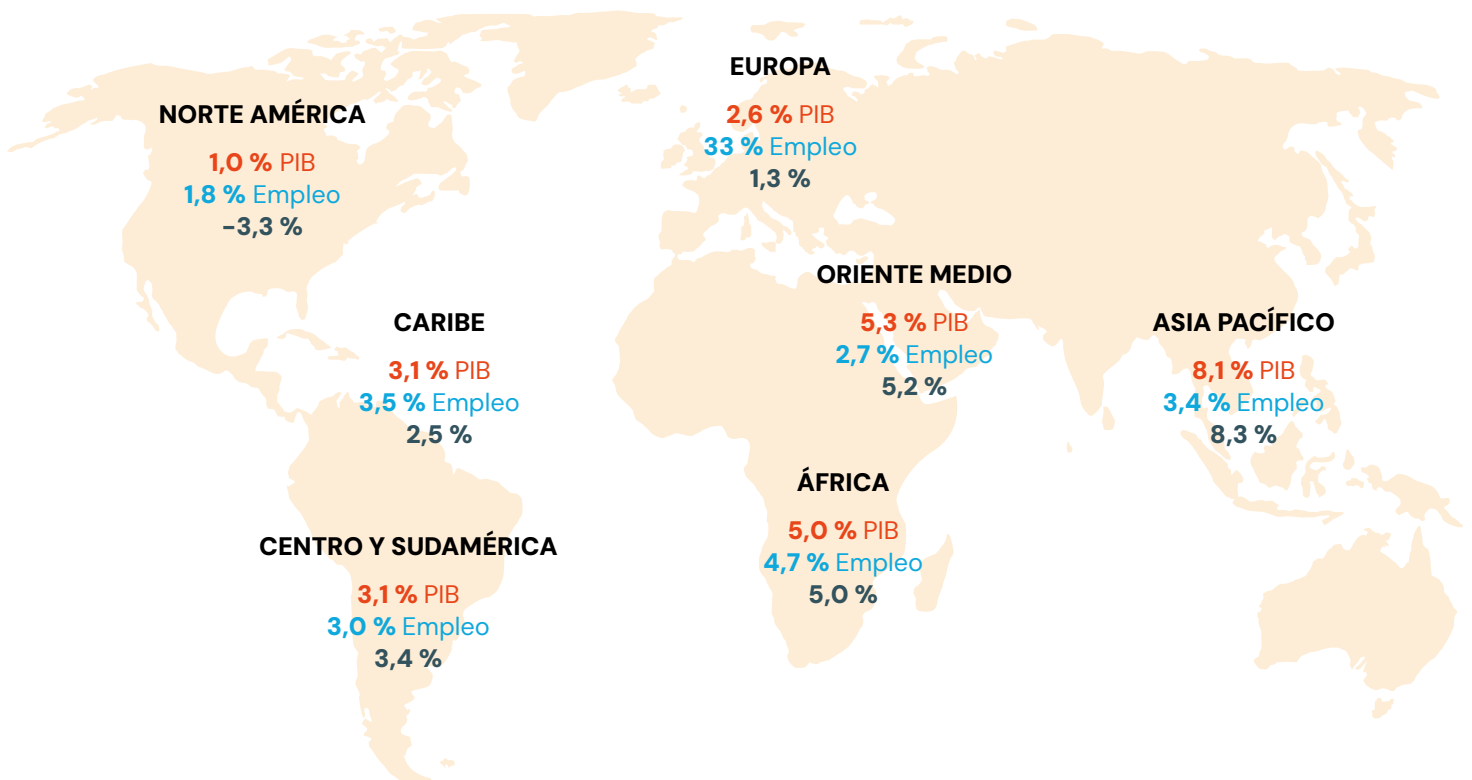 EUROPA
2,6 % PIB
33 % Empleo
1,3 %
NORTE AMÉRICA
1,0 % PIB
1,8 % Empleo
-3,3 %
ORIENTE MEDIO
5,3 % PIB
2,7 % Empleo
5,2 %
CARIBE
3,1 % PIB
3,5 % Empleo
2,5 %
ASIA PACÍFICO
8,1 % PIB
3,4 % Empleo
8,3 %
ÁFRICA
5,0 % PIB
4,7 % Empleo
5,0 %
CENTRO Y SUDAMÉRICA
3,1 % PIB
3,0 % Empleo
3,4 %